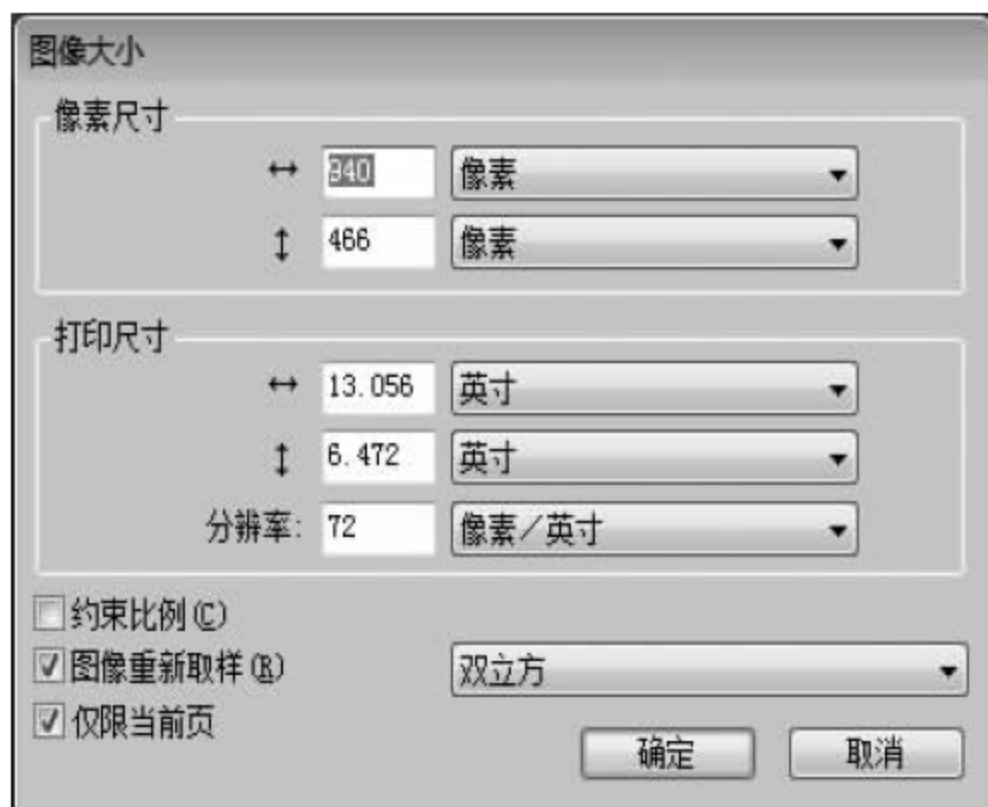 图像大小
像素尺寸
↔ 940 像素
↕ 466 像素
打印尺寸
↔ 13.056 英寸
↕ 6.472 英寸
分辨率: 72 像素/英寸
约束比例(C)
图像重新取样(R) 双立方
仅限当前页
确定 取消